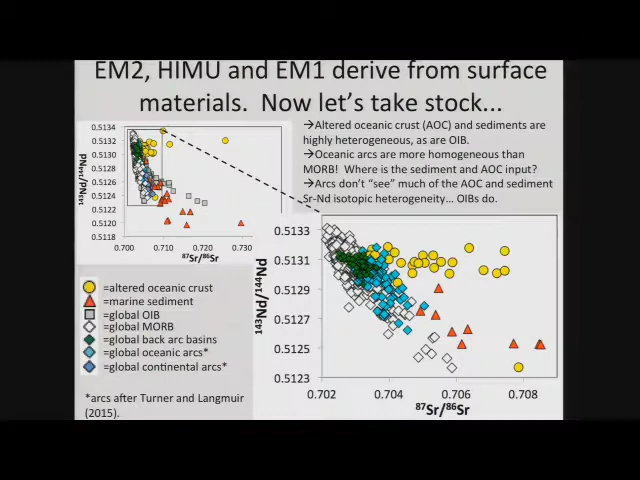 EM2, HIMU and EM1 derive from surface
materials. Now let's take stock...
→Altered oceanic crust (AOC) and sediments are
highly heterogeneous, as are OIB.
→Oceanic arcs are more homogeneous than
MORB! Where is the sediment and AOC input?
→Arcs don't "see" much of the AOC and sediment
Sr-Nd isotopic heterogeneity... OIBs do.
0.5134
0.5132
0.5130
0.5128
0.5126
0.5124
0.5122
0.5120
0.5118
143Nd/144Nd
0.700 0.710 0.720 0.730
87Sr/86Sr
=altered oceanic crust
=marine sediment
=global OIB
=global MORB
=global back arc basins
=global oceanic arcs*
=global continental arcs*
*arcs after Turner and Langmuir
(2015).
0.5133
0.5131
0.5129
0.5127
0.5125
0.5123
143Nd/144Nd
0.702 0.704 0.706 0.708
87Sr/86Sr